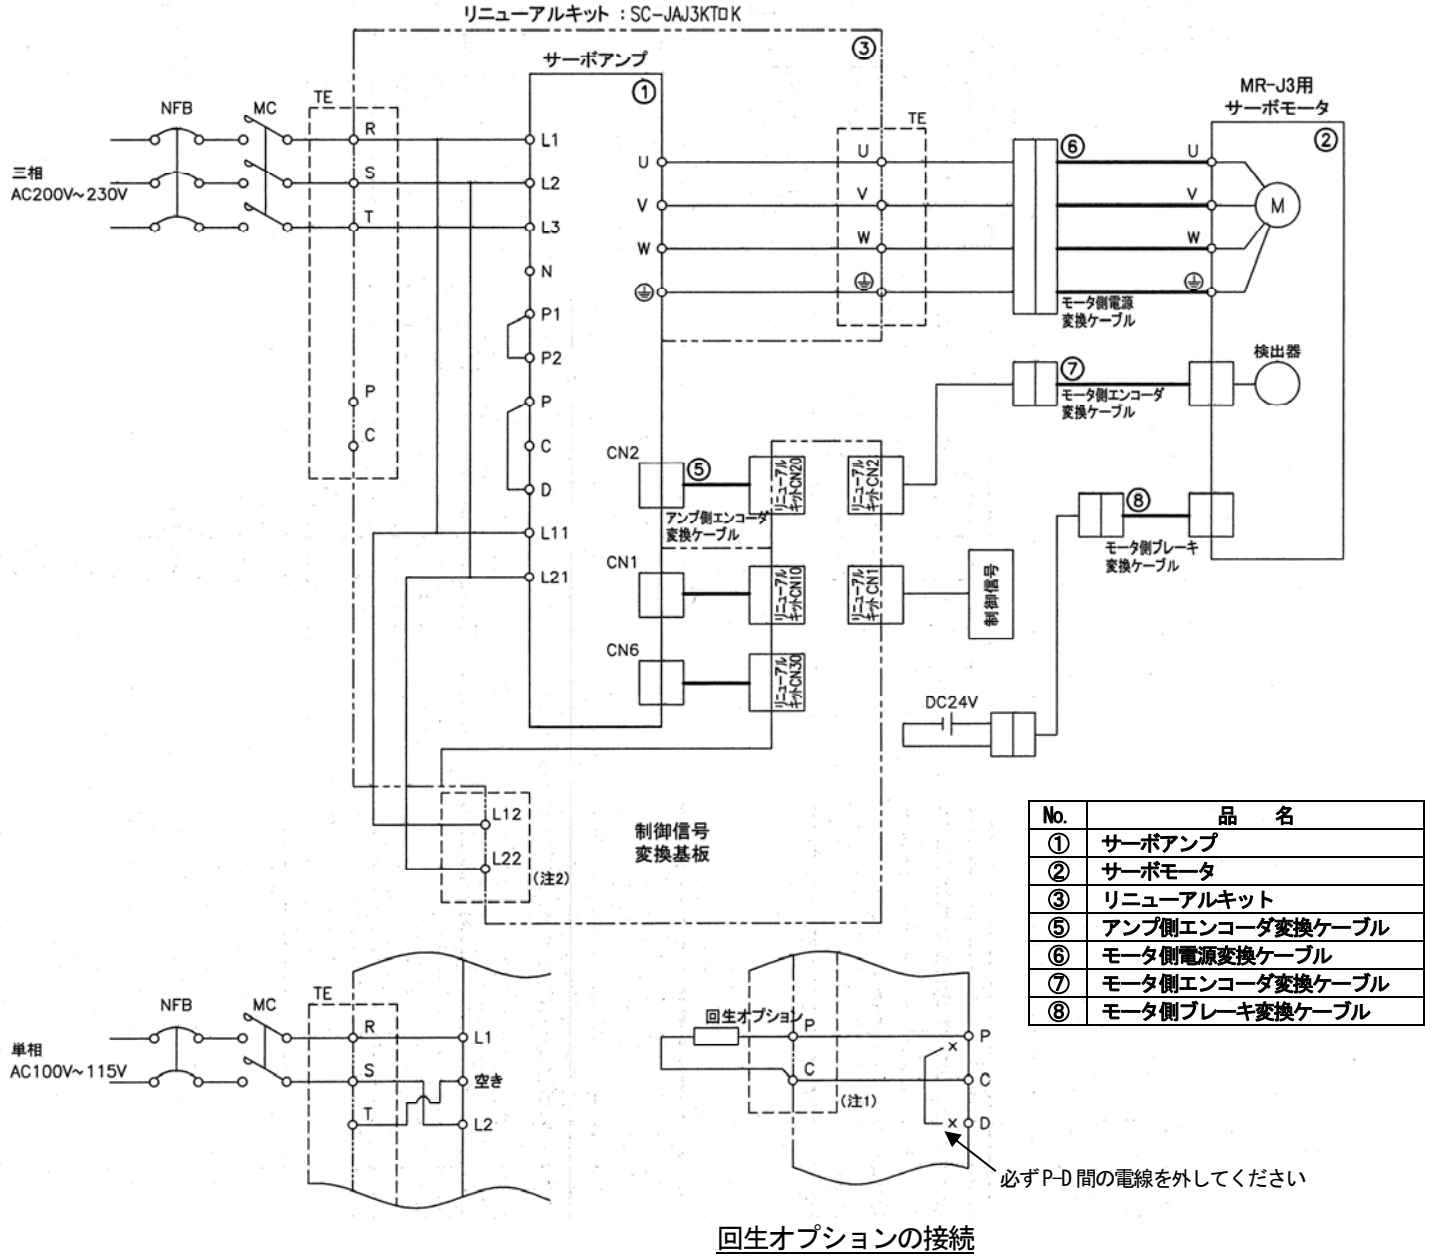 リニューアルキット：SC-JAJ3KT□K
③
サーボアンプ
①
MR-J3用
サーボモータ
②
NFB
MC
TE
TE
三相
AC200V～230V
R
S
T
P
C
L1
L2
L3
N
P1
P2
P
C
D
L11
L21
U
V
W
U
V
W
⑥
U
V
W
M
モータ側電源
変換ケーブル
検出器
⑦
モータ側エンコーダ
変換ケーブル
CN2
⑤
リニューアル
キットCN20
リニューアル
キットCN2
アンプ側エンコーダ
変換ケーブル
⑧
モータ側ブレーキ
変換ケーブル
CN1
リニューアル
キットCN10
リニューアル
キットCN1
制御信号
CN6
リニューアル
キットCN30
DC24V
L12
L22
(注2)
制御信号
変換基板
No. 品 名
① サーボアンプ
② サーボモータ
③ リニューアルキット
⑤ アンプ側エンコーダ変換ケーブル
⑥ モータ側電源変換ケーブル
⑦ モータ側エンコーダ変換ケーブル
⑧ モータ側ブレーキ変換ケーブル
NFB
MC
TE
単相
AC100V～115V
R
S
T
L1
空き
L2
回生オプション
P
C
(注1)
P
C
D
必ずP-D間の電線を外してください
回生オプションの接続